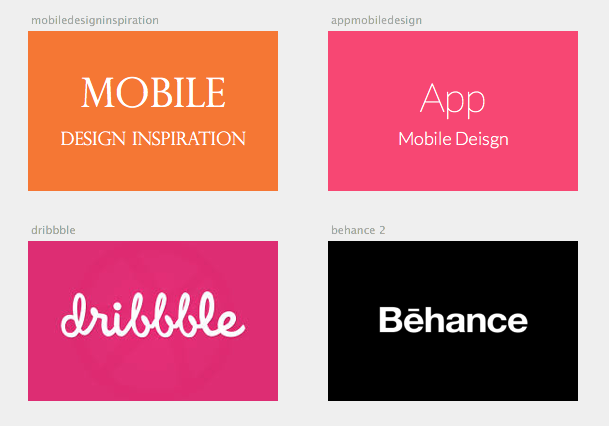 mobiledesigninspiration
MOBILE
DESIGN INSPIRATION
appmobiledesign
App
Mobile Deisgn
dribbble
dribbble
behance 2
Bēhance